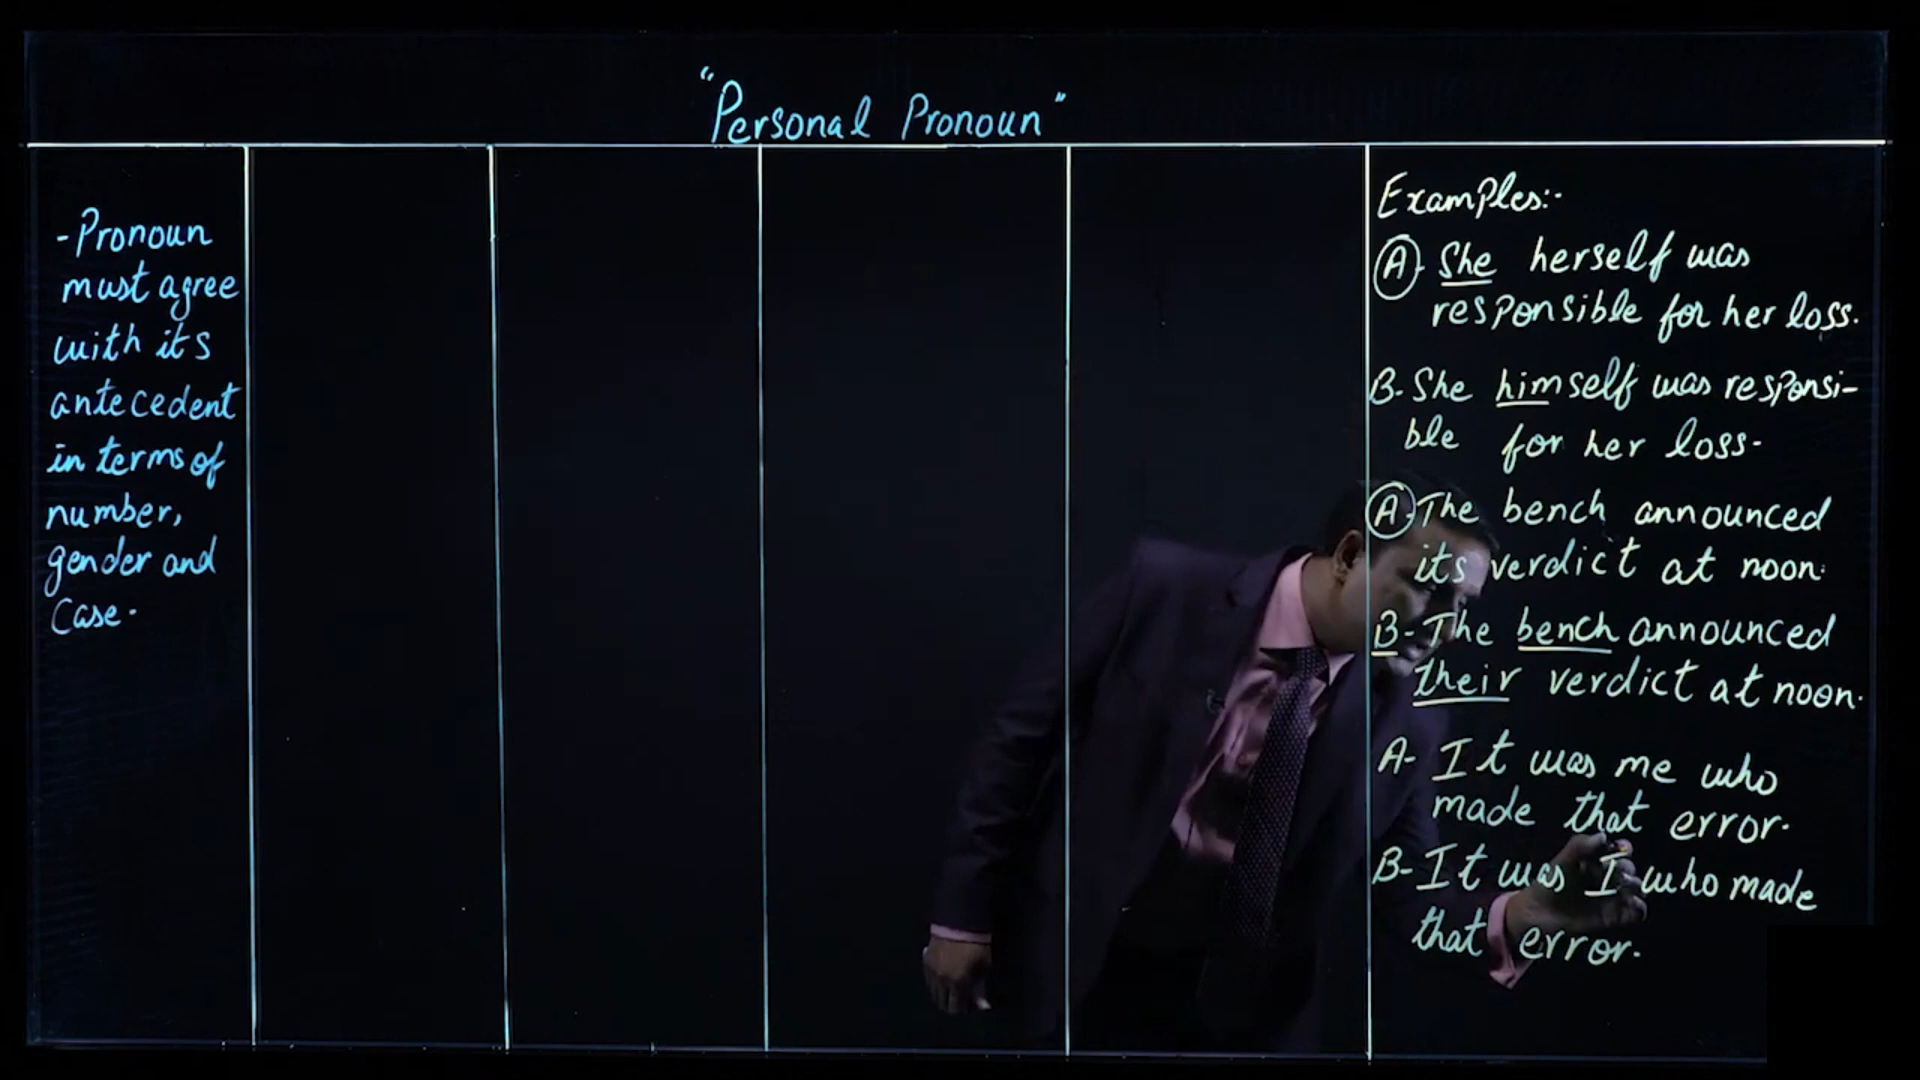 "Personal Pronoun"
-Pronoun
must agree
with its
antecedent
in terms of
number,
gender and
Case.
Examples:-
A- She herself was
responsible for her loss.
B- She himself was responsi-
ble for her loss-
A- The bench announced
its verdict at noon.
B- The bench announced
their verdict at noon.
A- It was me who
made that error.
B- It was I who made
that error.